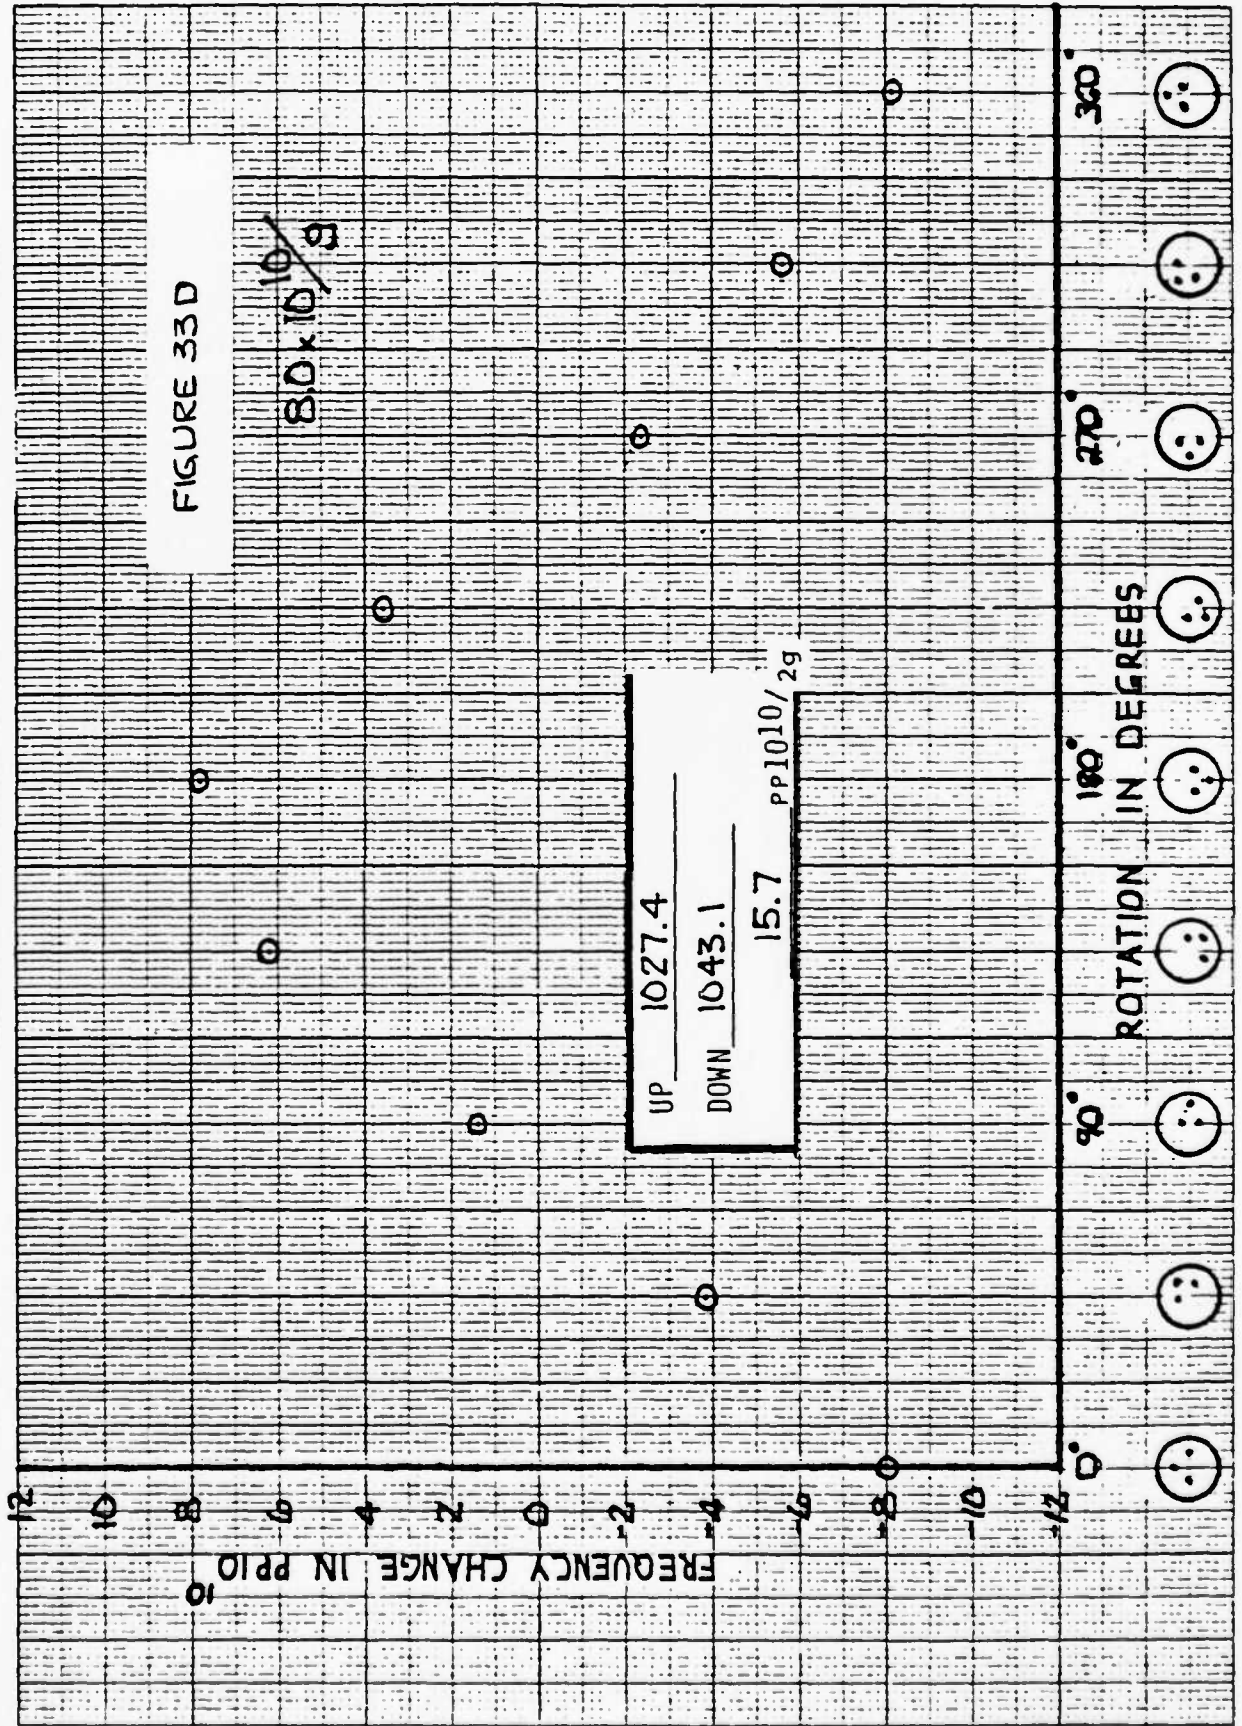 FIGURE 33D
8.0 x 10 10/g
12
10
8
6
4
2
0
-2
-4
-6
-8
-10
-12
FREQUENCY CHANGE IN PP10 10
UP 1027.4
DOWN 1043.1
15.7 PP10 10/2g
0° 90° 180° 270° 360°
ROTATION IN DEGREES